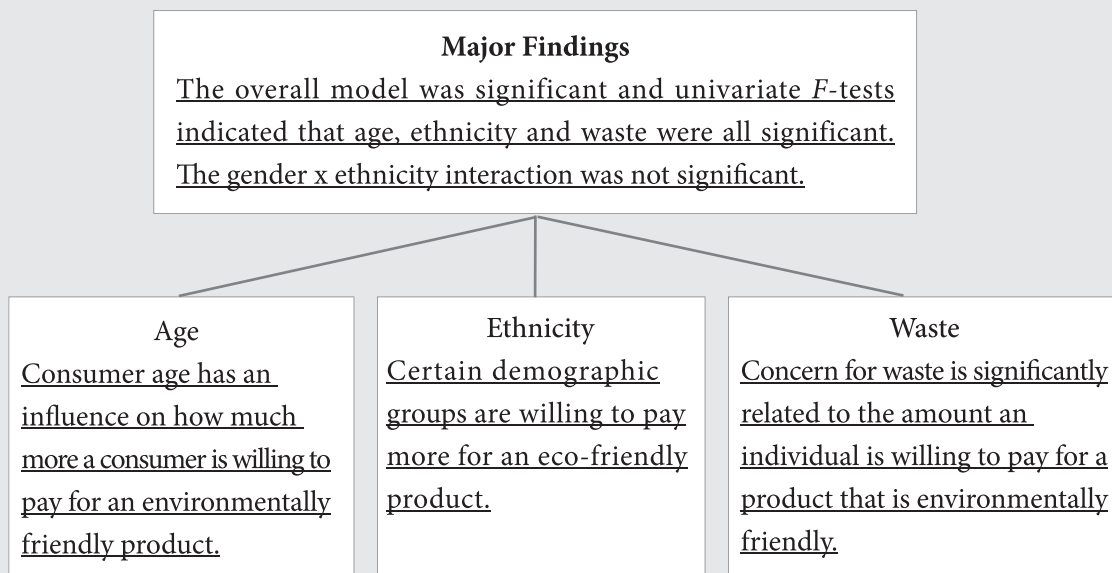 Major Findings
The overall model was significant and univariate F-tests
indicated that age, ethnicity and waste were all significant.
The gender x ethnicity interaction was not significant.
Age
Consumer age has an
influence on how much
more a consumer is willing to
pay for an environmentally
friendly product.
Ethnicity
Certain demographic
groups are willing to pay
more for an eco-friendly
product.
Waste
Concern for waste is significantly
related to the amount an
individual is willing to pay for a
product that is environmentally
friendly.